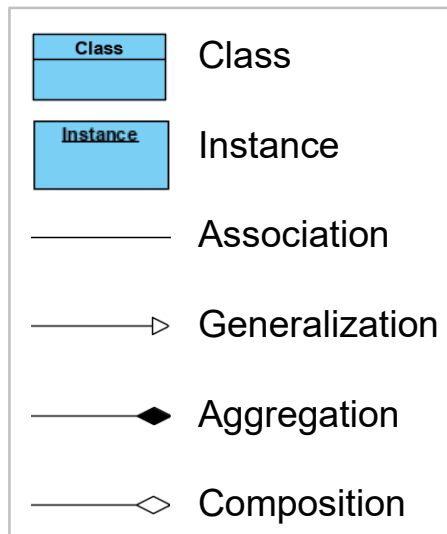 Class
Class
Instance
Instance
Association
Generalization
Aggregation
Composition